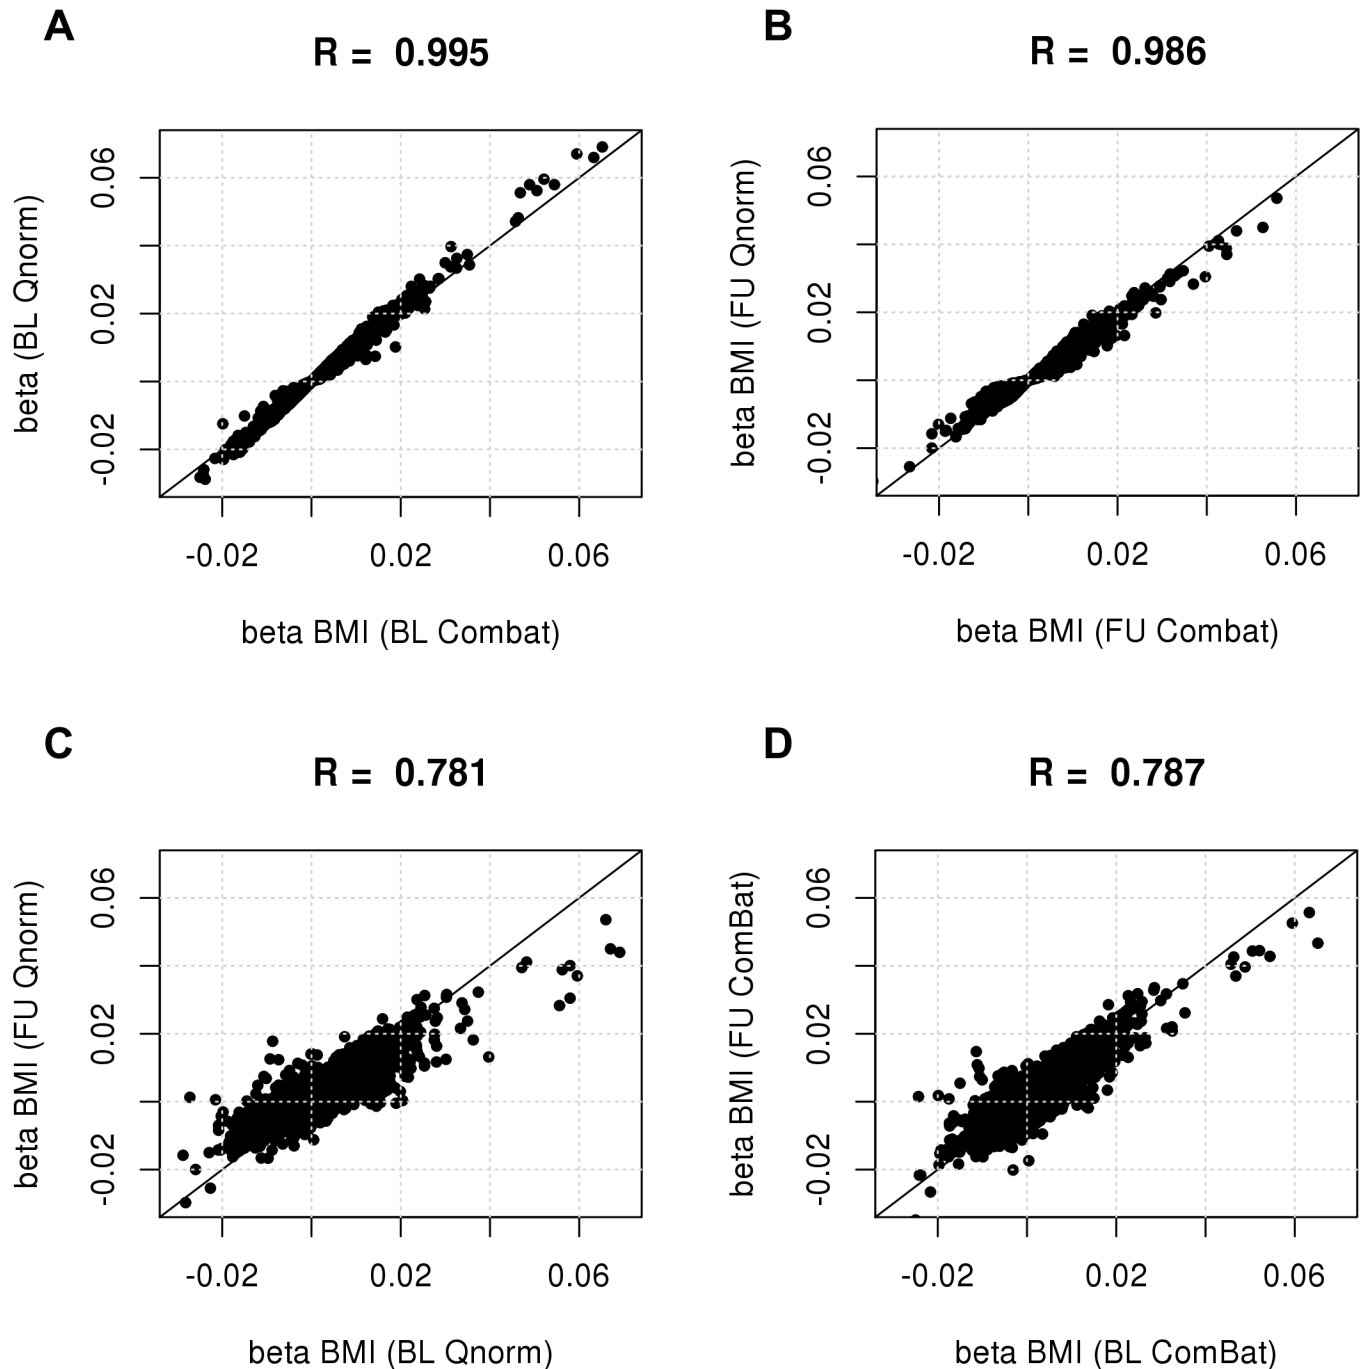 A
R = 0.995
0.06
0.02
-0.02
beta (BL Qnorm)
-0.02 0.02 0.06
beta BMI (BL Combat)
B
R = 0.986
0.06
0.02
-0.02
beta BMI (FU Qnorm)
-0.02 0.02 0.06
beta BMI (FU Combat)
C
R = 0.781
0.06
0.02
-0.02
beta BMI (FU Qnorm)
-0.02 0.02 0.06
beta BMI (BL Qnorm)
D
R = 0.787
0.06
0.02
-0.02
beta BMI (FU ComBat)
-0.02 0.02 0.06
beta BMI (BL ComBat)